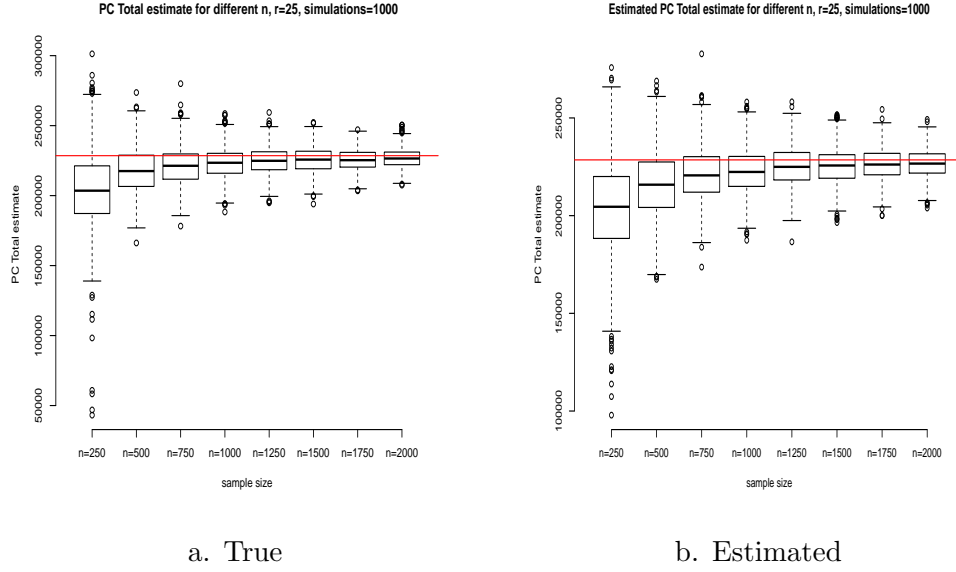 PC Total estimate for different n, r=25, simulations=1000
PC Total estimate
300000
250000
200000
150000
100000
50000
n=250 n=500 n=750 n=1000 n=1250 n=1500 n=1750 n=2000
sample size
a. True
Estimated PC Total estimate for different n, r=25, simulations=1000
PC Total estimate
250000
200000
150000
100000
n=250 n=500 n=750 n=1000 n=1250 n=1500 n=1750 n=2000
sample size
b. Estimated